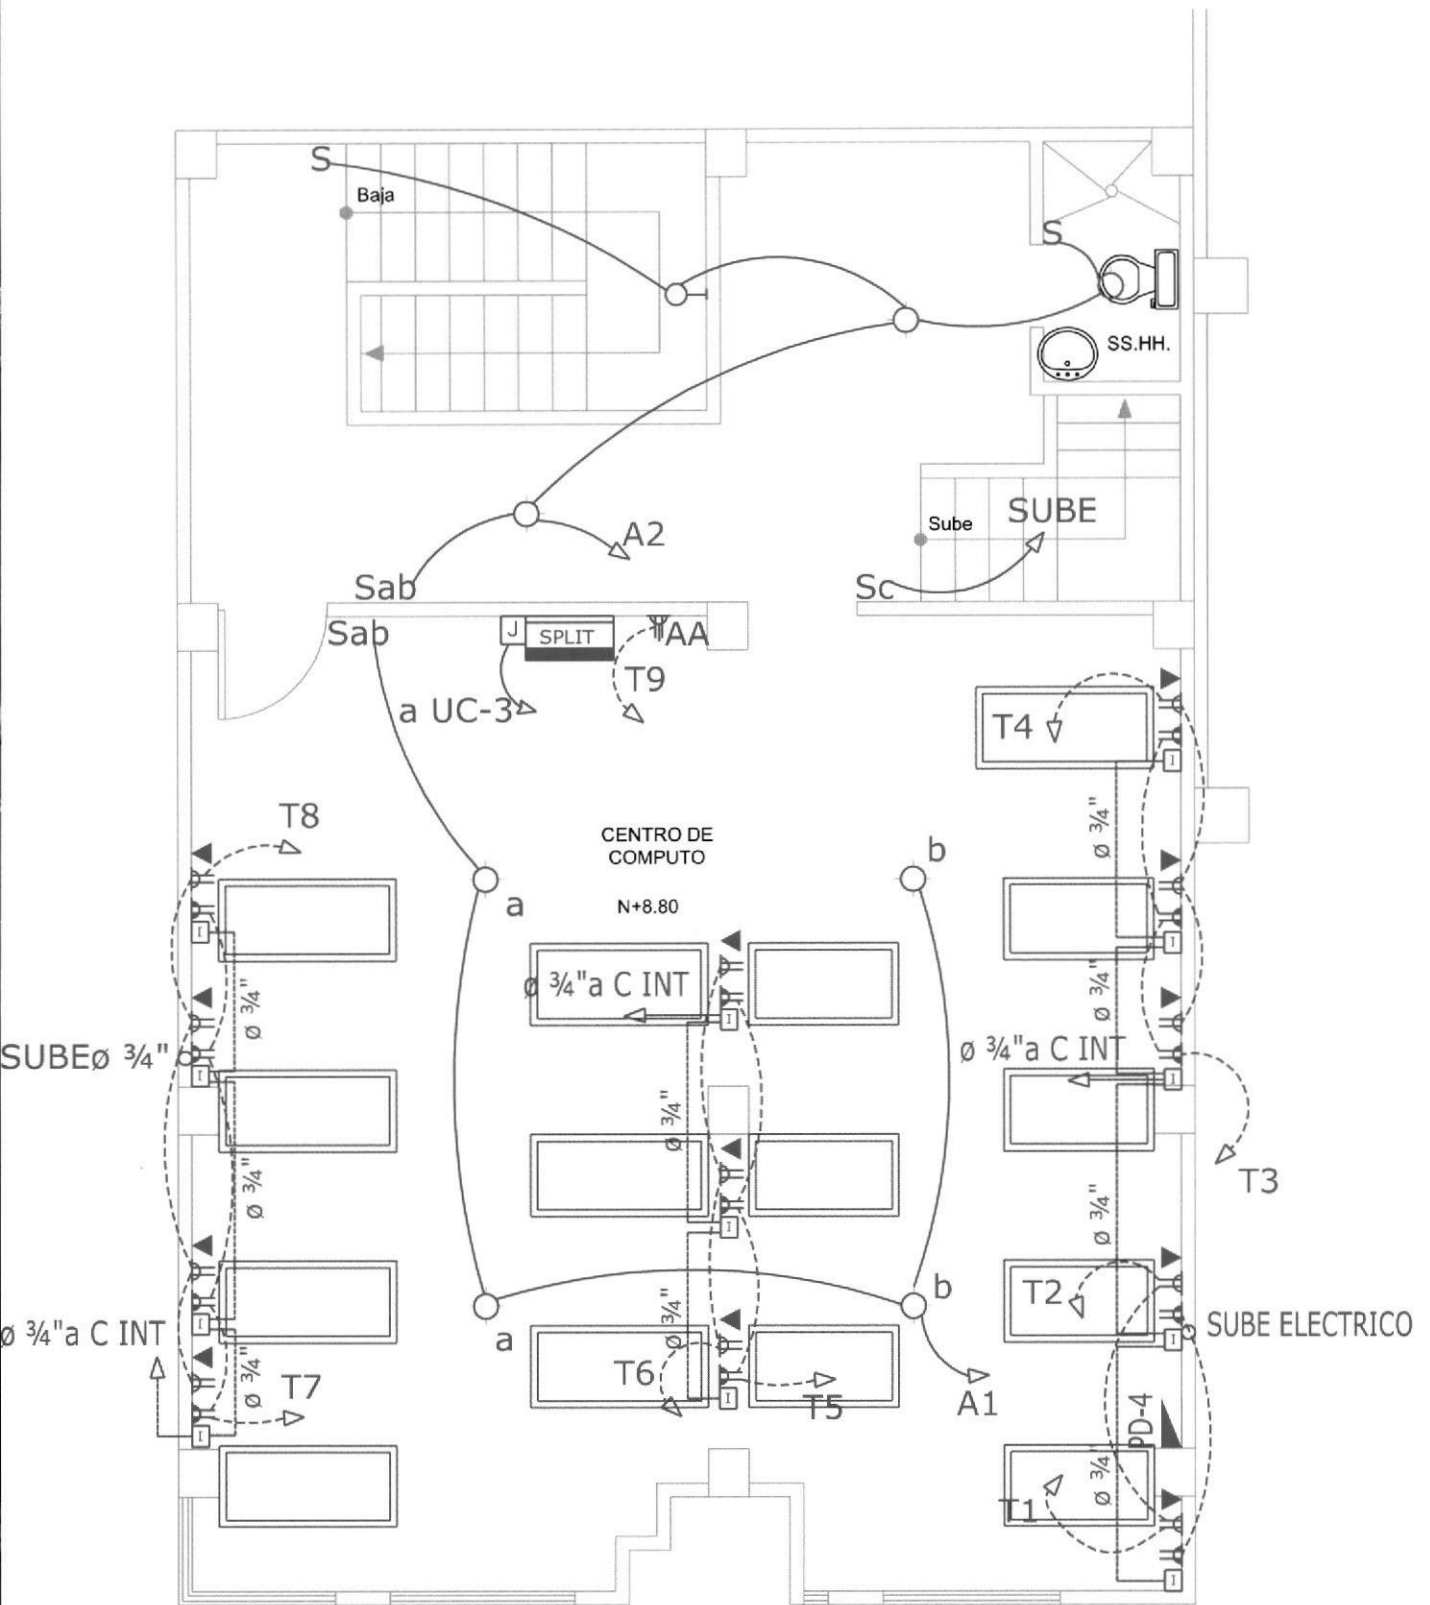 S
Baja
S
SS.HH.
SUBE
Sube
A2
Sab
Sc
Sab
J
SPLIT
AA
T9
a UC-3
T4
ø 3/4"
T8
CENTRO DE
COMPUTO
b
a
N+8.80
I
I
I
ø 3/4"a C INT
I
ø 3/4"
ø 3/4"
I
SUBEø 3/4"
I
ø 3/4"a C INT
I
ø 3/4"
ø 3/4"
ø 3/4"
T3
I
b
T2
SUBE ELECTRICO
ø 3/4"a C INT
I
a
ø 3/4"
I
T7
ø 3/4"
T6
I
T5
A1
PD-4
I
ø 3/4"
T1
I